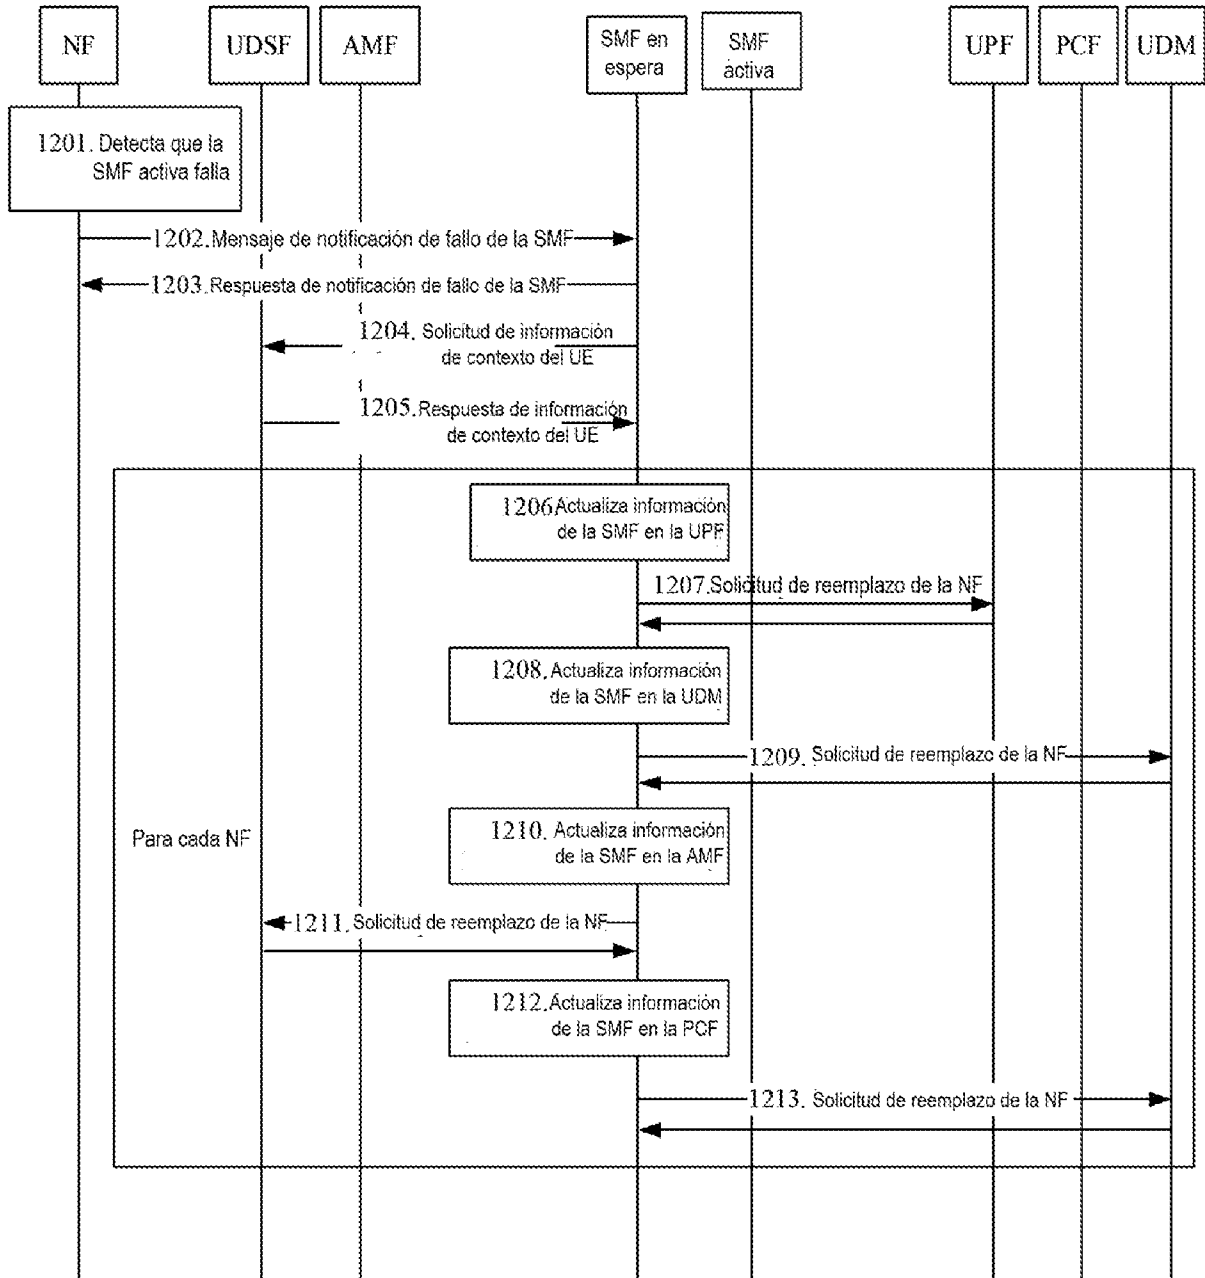 NF
UDSF
AMF
SMF en
espera
SMF
activa
UPF
PCF
UDM
1201. Detecta que la
SMF activa falla
1202. Mensaje de notificación de fallo de la SMF
1203. Respuesta de notificación de fallo de la SMF
1204. Solicitud de información
de contexto del UE
1205. Respuesta de información
de contexto del UE
1206 Actualiza información
de la SMF en la UPF
1207. Solicitud de reemplazo de la NF
1208. Actualiza información
de la SMF en la UDM
1209. Solicitud de reemplazo de la NF
Para cada NF
1210. Actualiza información
de la SMF en la AMF
1211. Solicitud de reemplazo de la NF
1212. Actualiza información
de la SMF en la PCF
1213. Solicitud de reemplazo de la NF